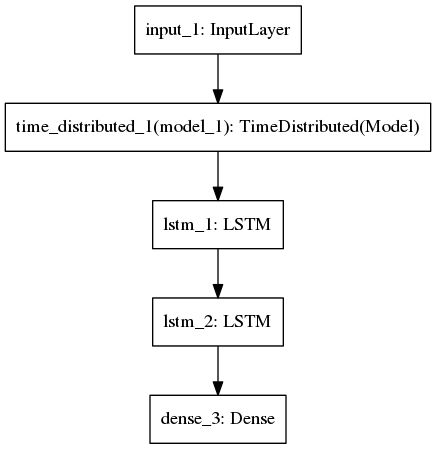 input_1: InputLayer
time_distributed_1(model_1): TimeDistributed(Model)
lstm_1: LSTM
lstm_2: LSTM
dense_3: Dense